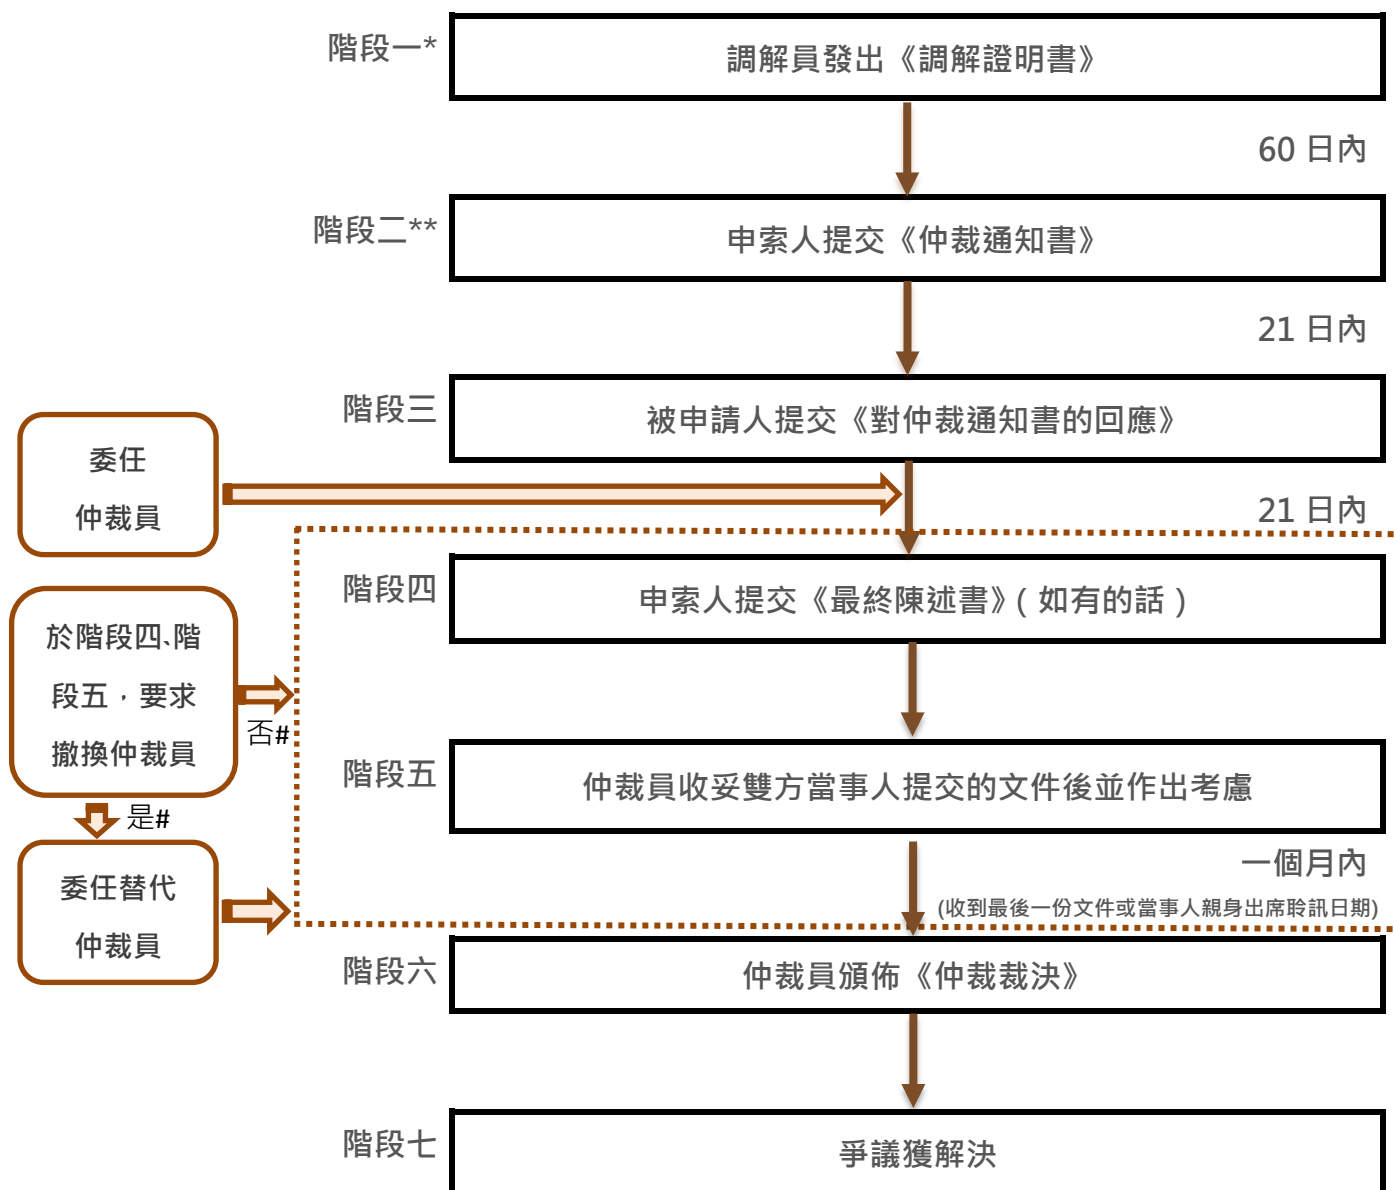 階段一*
調解員發出《調解證明書》
60 日內
階段二**
申索人提交《仲裁通知書》
21 日內
階段三
被申請人提交《對仲裁通知書的回應》
委任
仲裁員
21 日內
階段四
申索人提交《最終陳述書》(如有的話)
於階段四、階
段五，要求
撤換仲裁員
否#
是#
階段五
仲裁員收妥雙方當事人提交的文件後並作出考慮
一個月內
(收到最後一份文件或當事人親身出席聆訊日期)
委任替代
仲裁員
階段六
仲裁員頒佈《仲裁裁決》
階段七
爭議獲解決